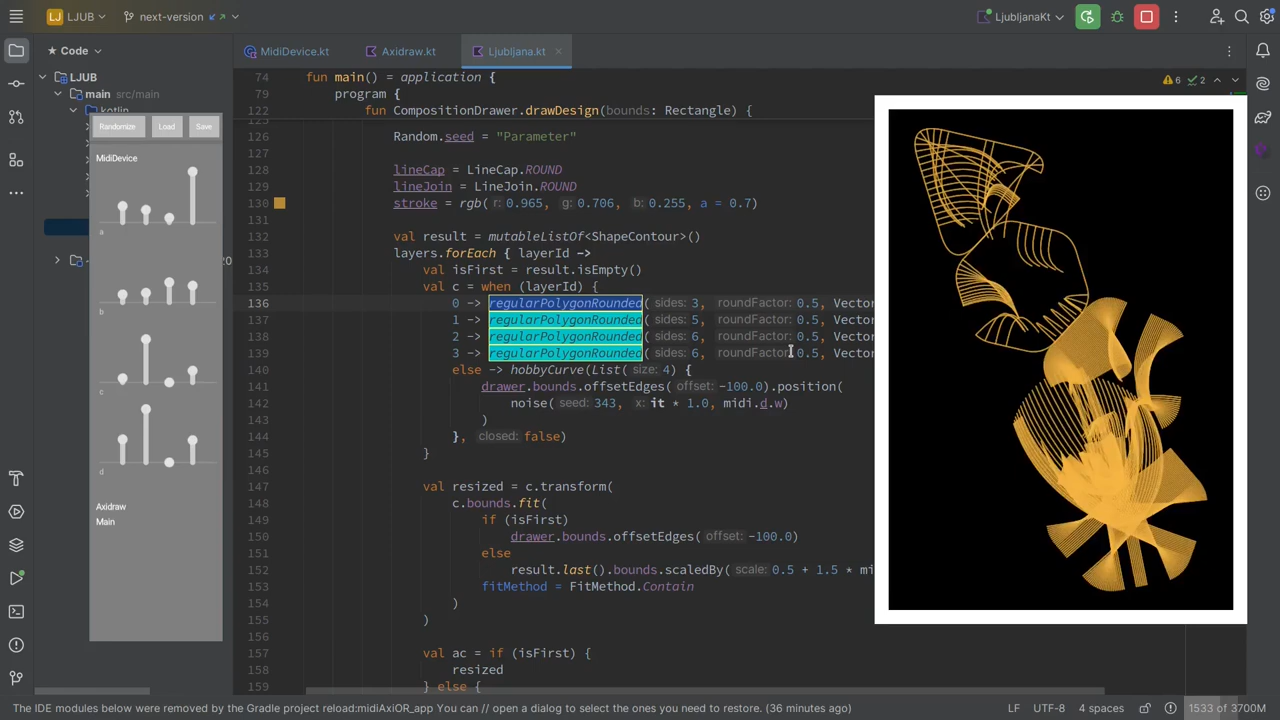 LJ LJUB next-version LjubljanaKt
Code MidiDevice.kt Axidraw.kt Ljubljana.kt
74 fun main() = application {
LJUB
79 program {
main src/main
122 fun CompositionDrawer.drawDesign(bounds: Rectangle) { 6 2
kotlin
Randomize Load Save
126 Random.seed = "Parameter"
127
MidiDevice
128 lineCap = LineCap.ROUND
129 lineJoin = LineJoin.ROUND
130 stroke = rgb( r: 0.965, g: 0.706, b: 0.255, a = 0.7)
131
a
132 val result = mutableListOf<ShapeContour>()
133 layers.forEach { layerId ->
134 val isFirst = result.isEmpty()
135 val c = when (layerId) {
136 0 -> regularPolygonRounded( sides: 3, roundFactor: 0.5, Vector
b
137 1 -> regularPolygonRounded( sides: 5, roundFactor: 0.5, Vector
138 2 -> regularPolygonRounded( sides: 6, roundFactor: 0.5, Vector
139 3 -> regularPolygonRounded( sides: 6, roundFactor: 0.5, Vector
140 else -> hobbyCurve(List( size: 4) {
141 drawer.bounds.offsetEdges( offset: -100.0).position(
c
142 noise( seed: 343, x: it * 1.0, midi.d.w)
143 )
144 }, closed: false)
145 }
146
d
147 val resized = c.transform(
148 c.bounds.fit(
Axidraw
149 if (isFirst)
Main
150 drawer.bounds.offsetEdges( offset: -100.0)
151 else
152 result.last().bounds.scaledBy( scale: 0.5 + 1.5 * mi
153 fitMethod = FitMethod.Contain
154 )
155 )
156
157 val ac = if (isFirst) {
158 resized
159 } else {
The IDE modules below were removed by the Gradle project reload:midiAxiOR_app You can // open a dialog to select the ones you need to restore. (36 minutes ago) LF UTF-8 4 spaces 1533 of 3700M